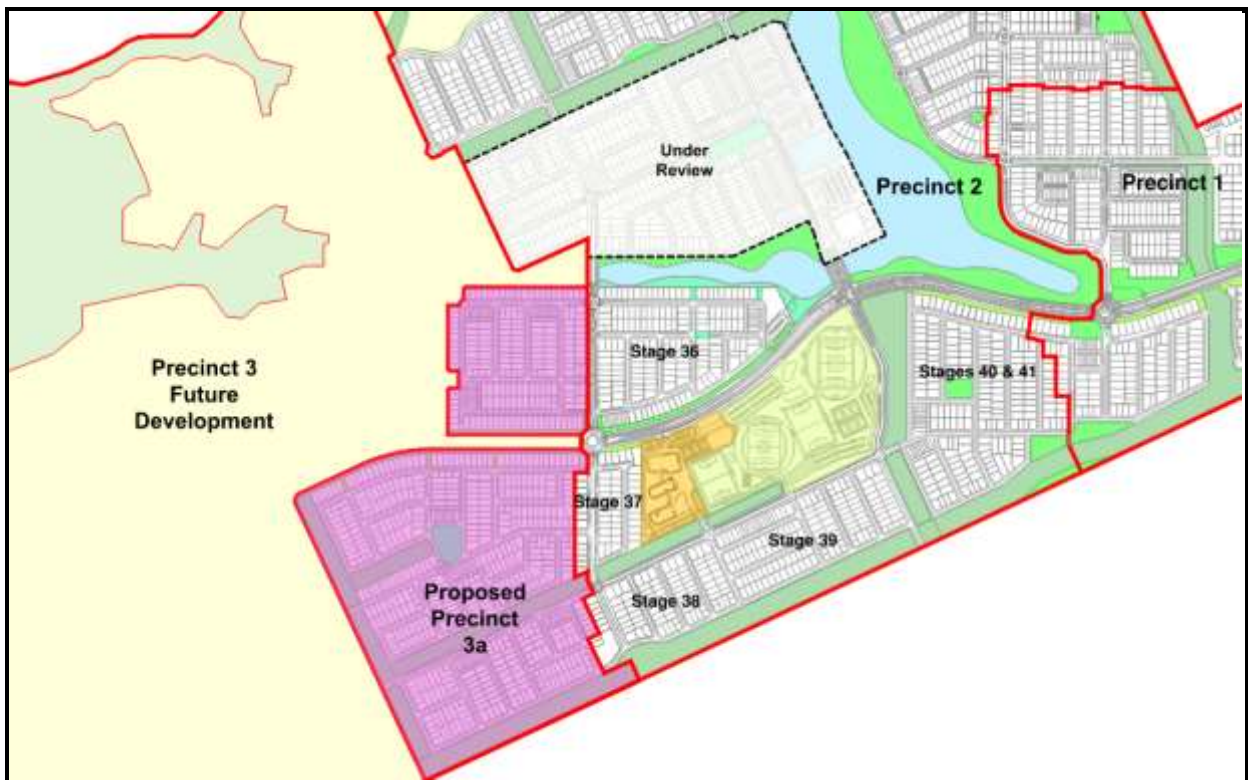 Under
Review
Precinct 2
Precinct 1
Precinct 3
Future
Development
Stage 36
Stages 40 & 41
Stage 37
Stage 39
Proposed
Precinct
3a
Stage 38